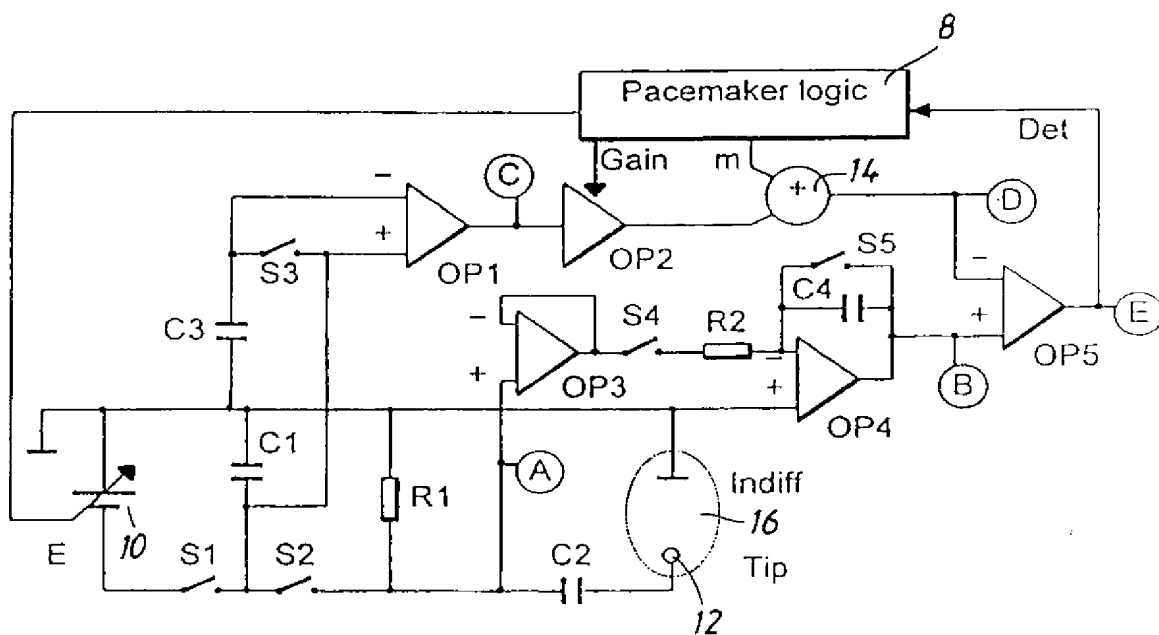 8
Pacemaker logic
Det
Gain
m
14
C
+
D
−
+
OP1
OP2
S3
S5
C4
−
+
E
OP5
C3
−
+
OP3
S4
R2
−
+
OP4
B
C1
A
R1
Indiff
16
10
E
S1
S2
C2
Tip
12